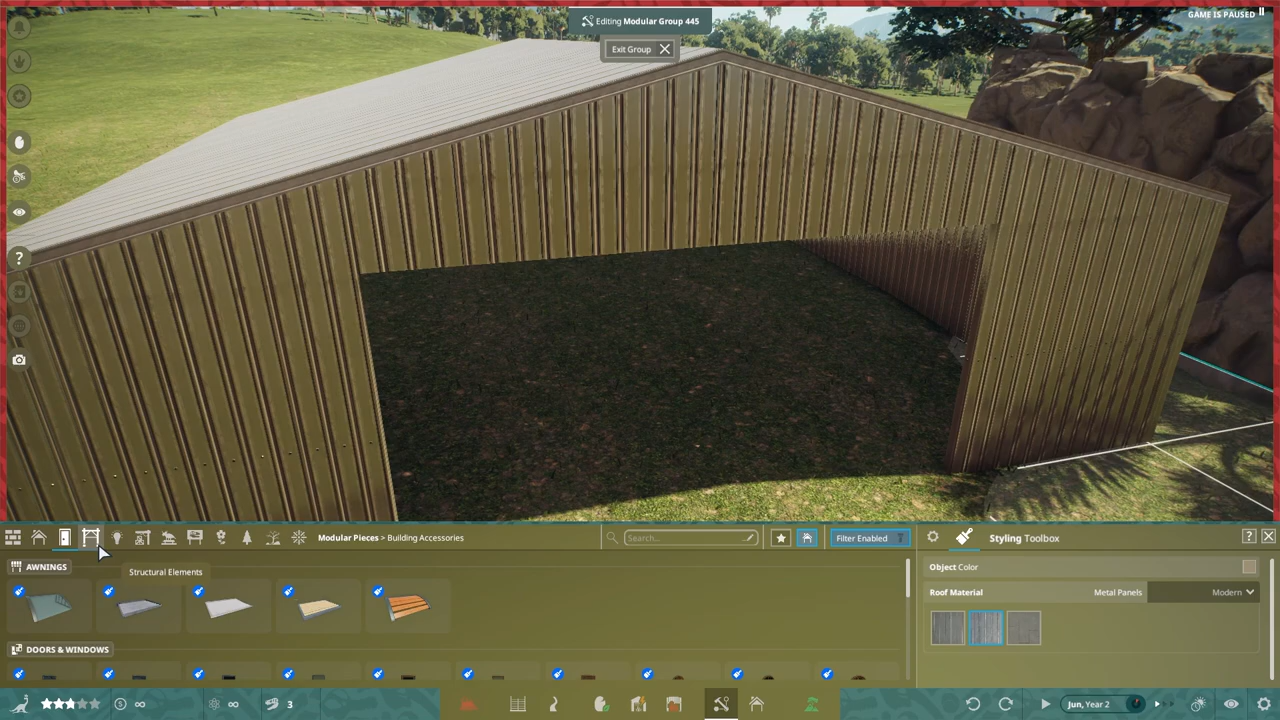 Editing Modular Group 445
GAME IS PAUSED
Exit Group
?
Modular Pieces > Building Accessories
Search...
Filter Enabled
Styling Toolbox
?
AWNINGS
Structural Elements
Object Color
Roof Material
Metal Panels
Modern
DOORS & WINDOWS
∞
∞
3
Jun, Year 2